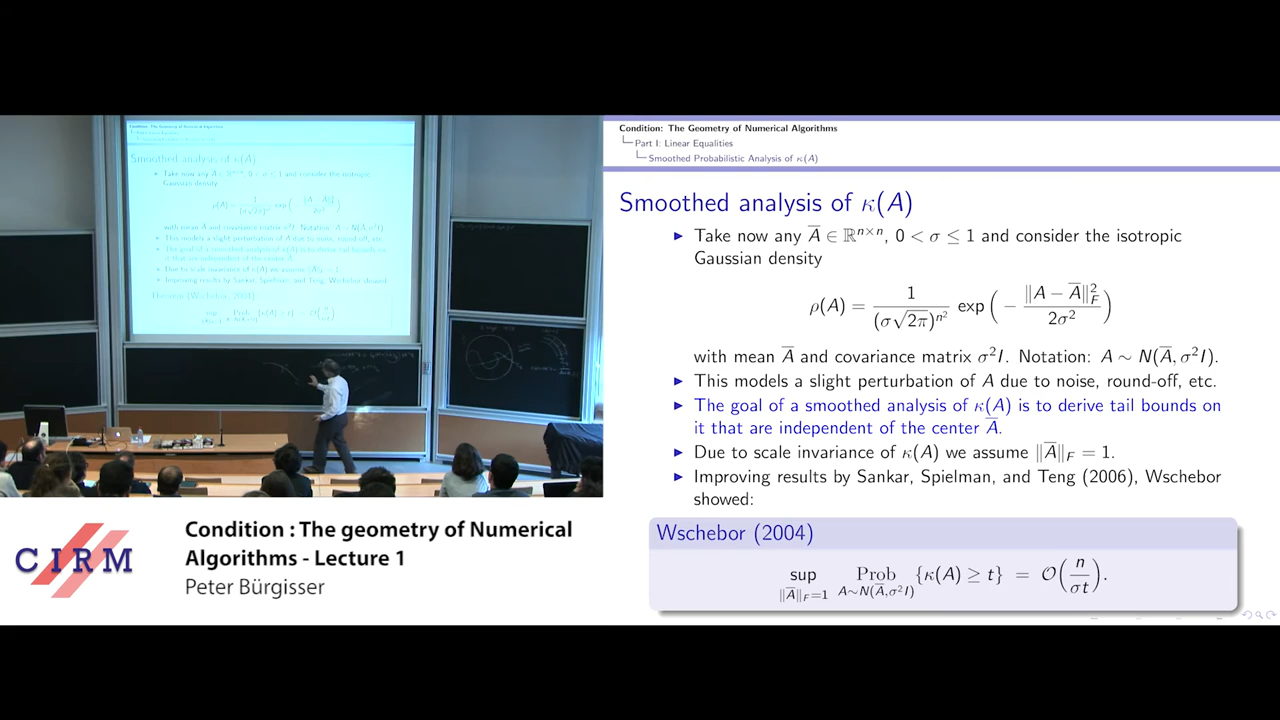 Condition: The Geometry of Numerical Algorithms
Part I: Linear Equalities
Smoothed Probabilistic Analysis of κ(A)
Smoothed analysis of κ(A)
▶ Take now any A̅ ∈ ℝⁿˣⁿ, 0 < σ ≤ 1 and consider the isotropic
Gaussian density
ρ(A) = 1 / (σ√2π)^{n²} exp( − ‖A − A̅‖²_F / 2σ² )
with mean A̅ and covariance matrix σ²I. Notation: A ∼ N(A̅, σ²I).
▶ This models a slight perturbation of A due to noise, round-off, etc.
▶ The goal of a smoothed analysis of κ(A) is to derive tail bounds on
it that are independent of the center A̅.
▶ Due to scale invariance of κ(A) we assume ‖A̅‖_F = 1.
▶ Improving results by Sankar, Spielman, and Teng (2006), Wschebor
showed:
Wschebor (2004)
sup_{‖A̅‖_F=1} Prob_{A∼N(A̅,σ²I)} {κ(A) ≥ t} = 𝒪(n/σt).
CIRM
Condition : The geometry of Numerical
Algorithms - Lecture 1
Peter Bürgisser